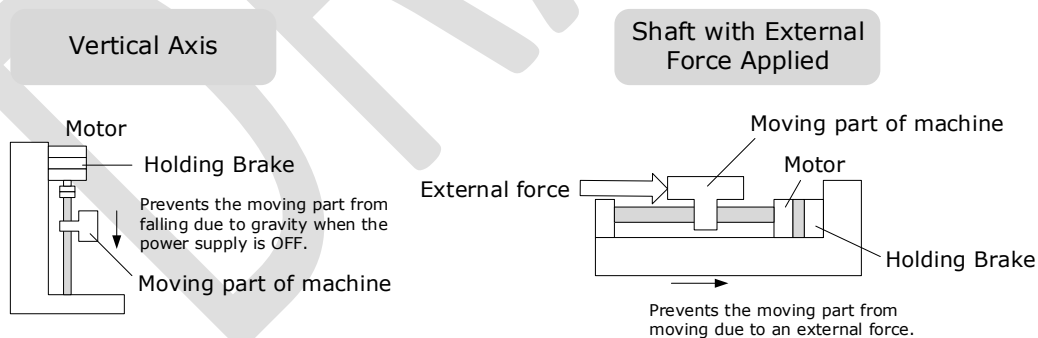 Vertical Axis
Motor
Holding Brake
Prevents the moving part from
falling due to gravity when the
power supply is OFF.
Moving part of machine
Shaft with External
Force Applied
Moving part of machine
Motor
External force
Holding Brake
Prevents the moving part from
moving due to an external force.